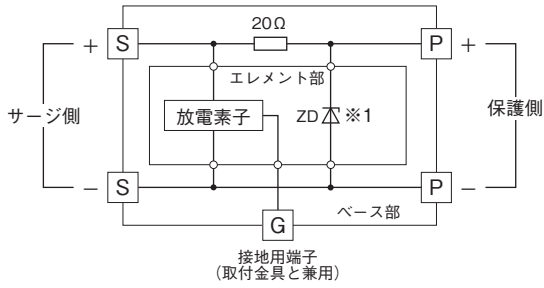 20Ω
+ S P +
エレメント部
サージ側 放電素子 ZD ※1 保護側
− S P −
G ベース部
接地用端子
（取付金具と兼用）